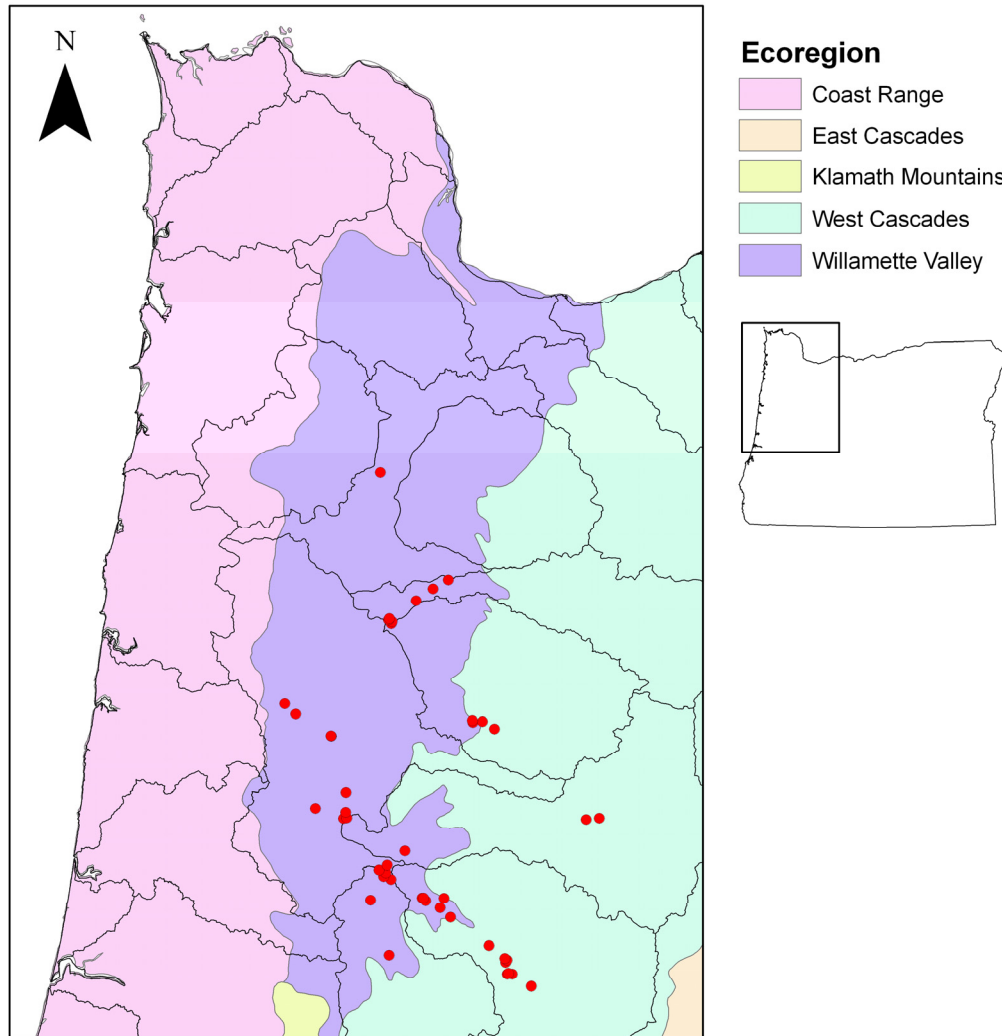 N
Ecoregion
Coast Range
East Cascades
Klamath Mountains
West Cascades
Willamette Valley